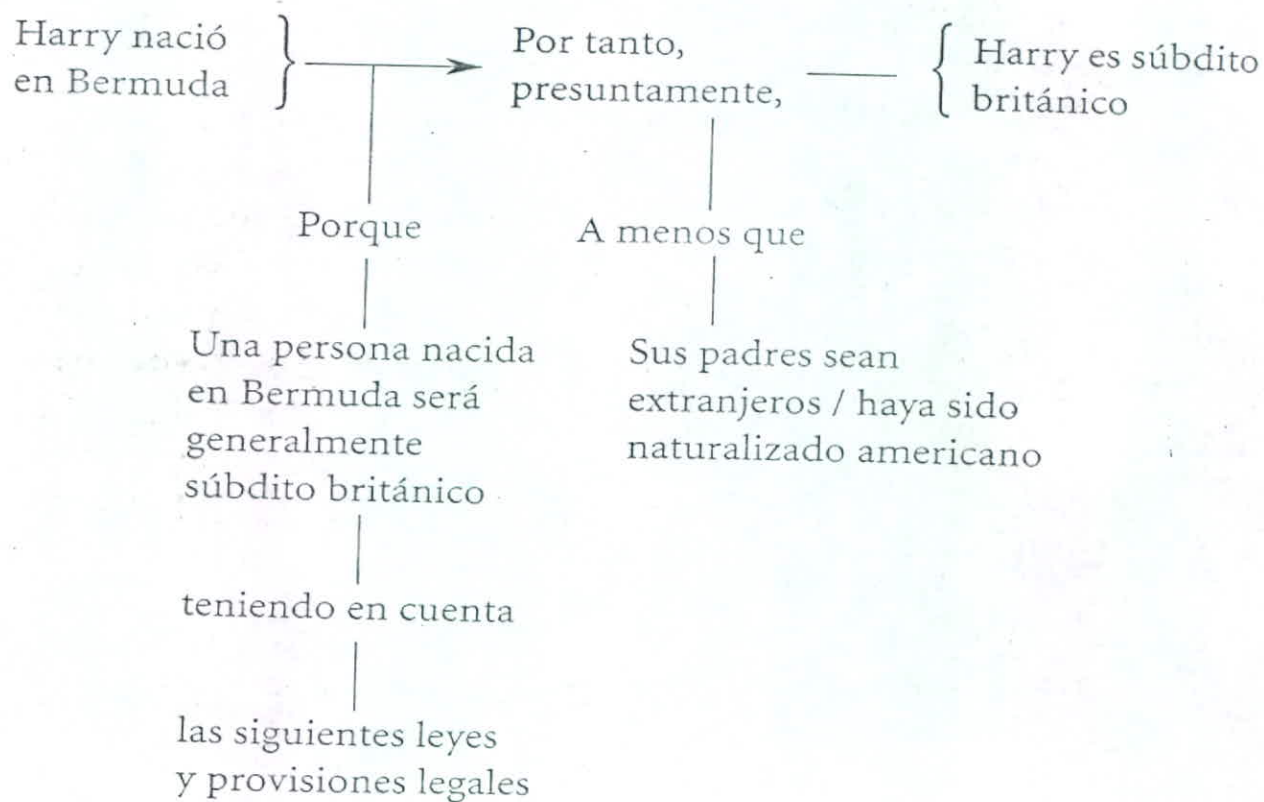 Harry nació
en Bermuda
Por tanto,
presuntamente,
Harry es súbdito
británico
Porque
A menos que
Una persona nacida
en Bermuda será
generalmente
súbdito británico
Sus padres sean
extranjeros / haya sido
naturalizado americano
teniendo en cuenta
las siguientes leyes
y provisiones legales